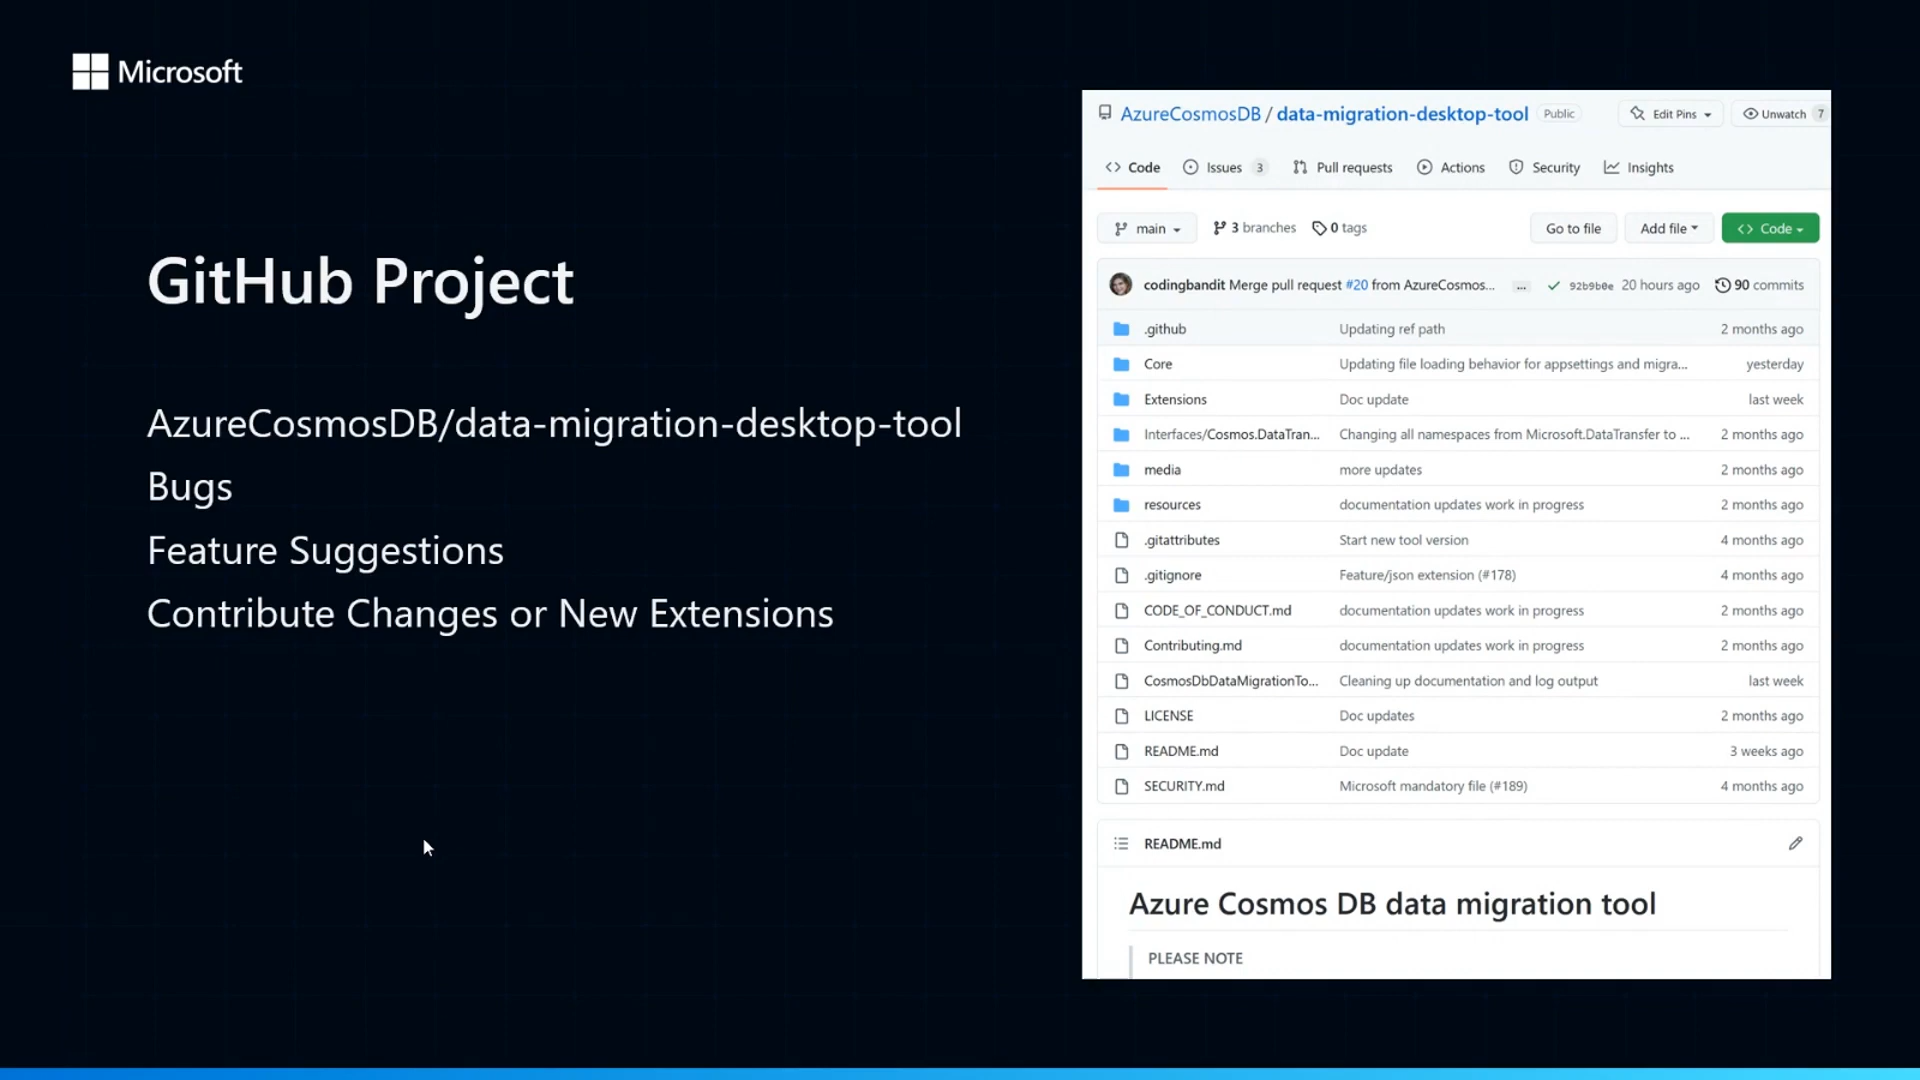 Microsoft
GitHub Project
AzureCosmosDB/data-migration-desktop-tool
Bugs
Feature Suggestions
Contribute Changes or New Extensions
AzureCosmosDB / data-migration-desktop-tool Public Edit Pins Unwatch 7
Code Issues 3 Pull requests Actions Security Insights
main 3 branches 0 tags Go to file Add file Code
codingbandit Merge pull request #20 from AzureCosmos... ... 92b9b0e 20 hours ago 90 commits
.github Updating ref path 2 months ago
Core Updating file loading behavior for appsettings and migra... yesterday
Extensions Doc update last week
Interfaces/Cosmos.DataTran... Changing all namespaces from Microsoft.DataTransfer to ... 2 months ago
media more updates 2 months ago
resources documentation updates work in progress 2 months ago
.gitattributes Start new tool version 4 months ago
.gitignore Feature/json extension (#178) 4 months ago
CODE_OF_CONDUCT.md documentation updates work in progress 2 months ago
Contributing.md documentation updates work in progress 2 months ago
CosmosDbDataMigrationTo... Cleaning up documentation and log output last week
LICENSE Doc updates 2 months ago
README.md Doc update 3 weeks ago
SECURITY.md Microsoft mandatory file (#189) 4 months ago
README.md
Azure Cosmos DB data migration tool
PLEASE NOTE